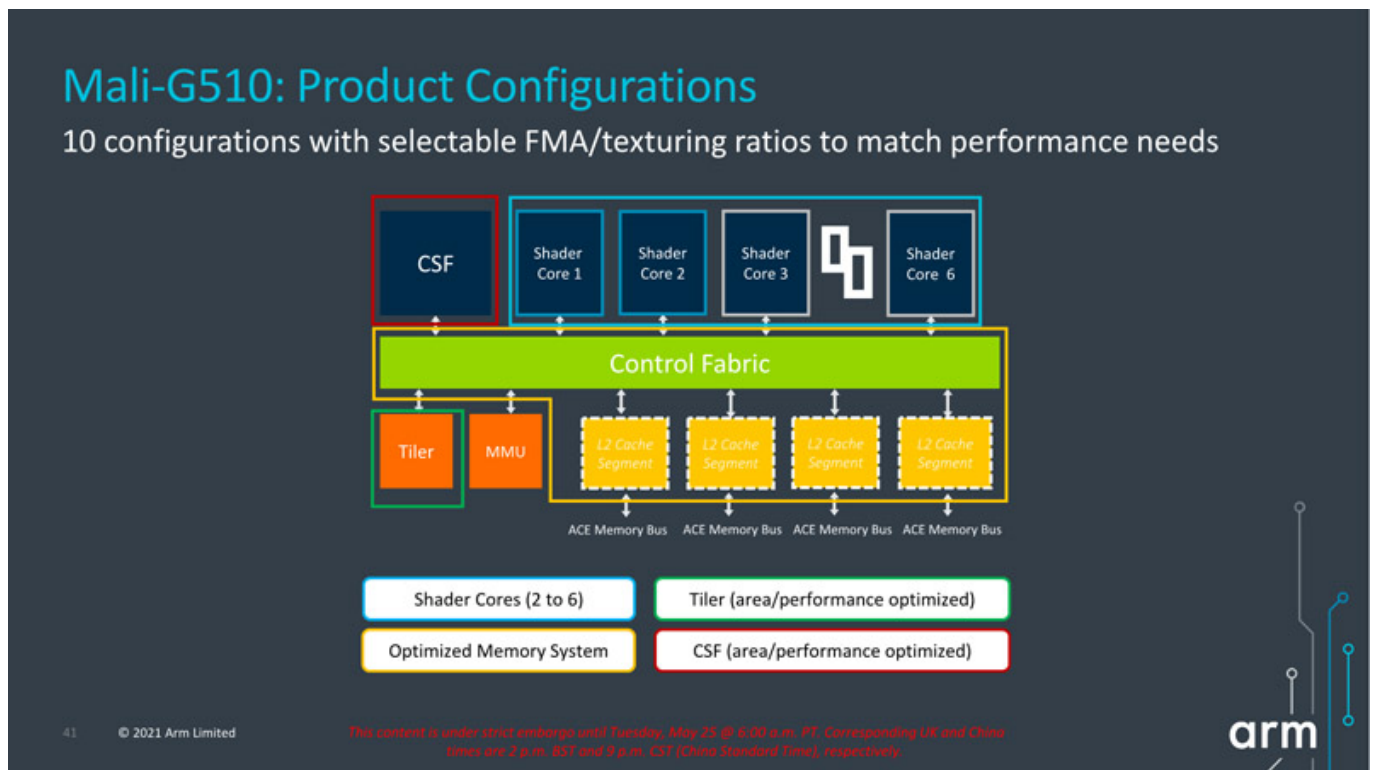 Mali-G510: Product Configurations
10 configurations with selectable FMA/texturing ratios to match performance needs
CSF
Shader
Core 1
Shader
Core 2
Shader
Core 3
Shader
Core 6
Control Fabric
Tiler
MMU
L2 Cache
Segment
L2 Cache
Segment
L2 Cache
Segment
L2 Cache
Segment
ACE Memory Bus
ACE Memory Bus
ACE Memory Bus
ACE Memory Bus
Shader Cores (2 to 6)
Tiler (area/performance optimized)
Optimized Memory System
CSF (area/performance optimized)
41
© 2021 Arm Limited
This content is under strict embargo until Tuesday, May 25 @ 6:00 a.m. PT. Corresponding UK and China
times are 2 p.m. BST and 9 p.m. CST (China Standard Time), respectively.
arm